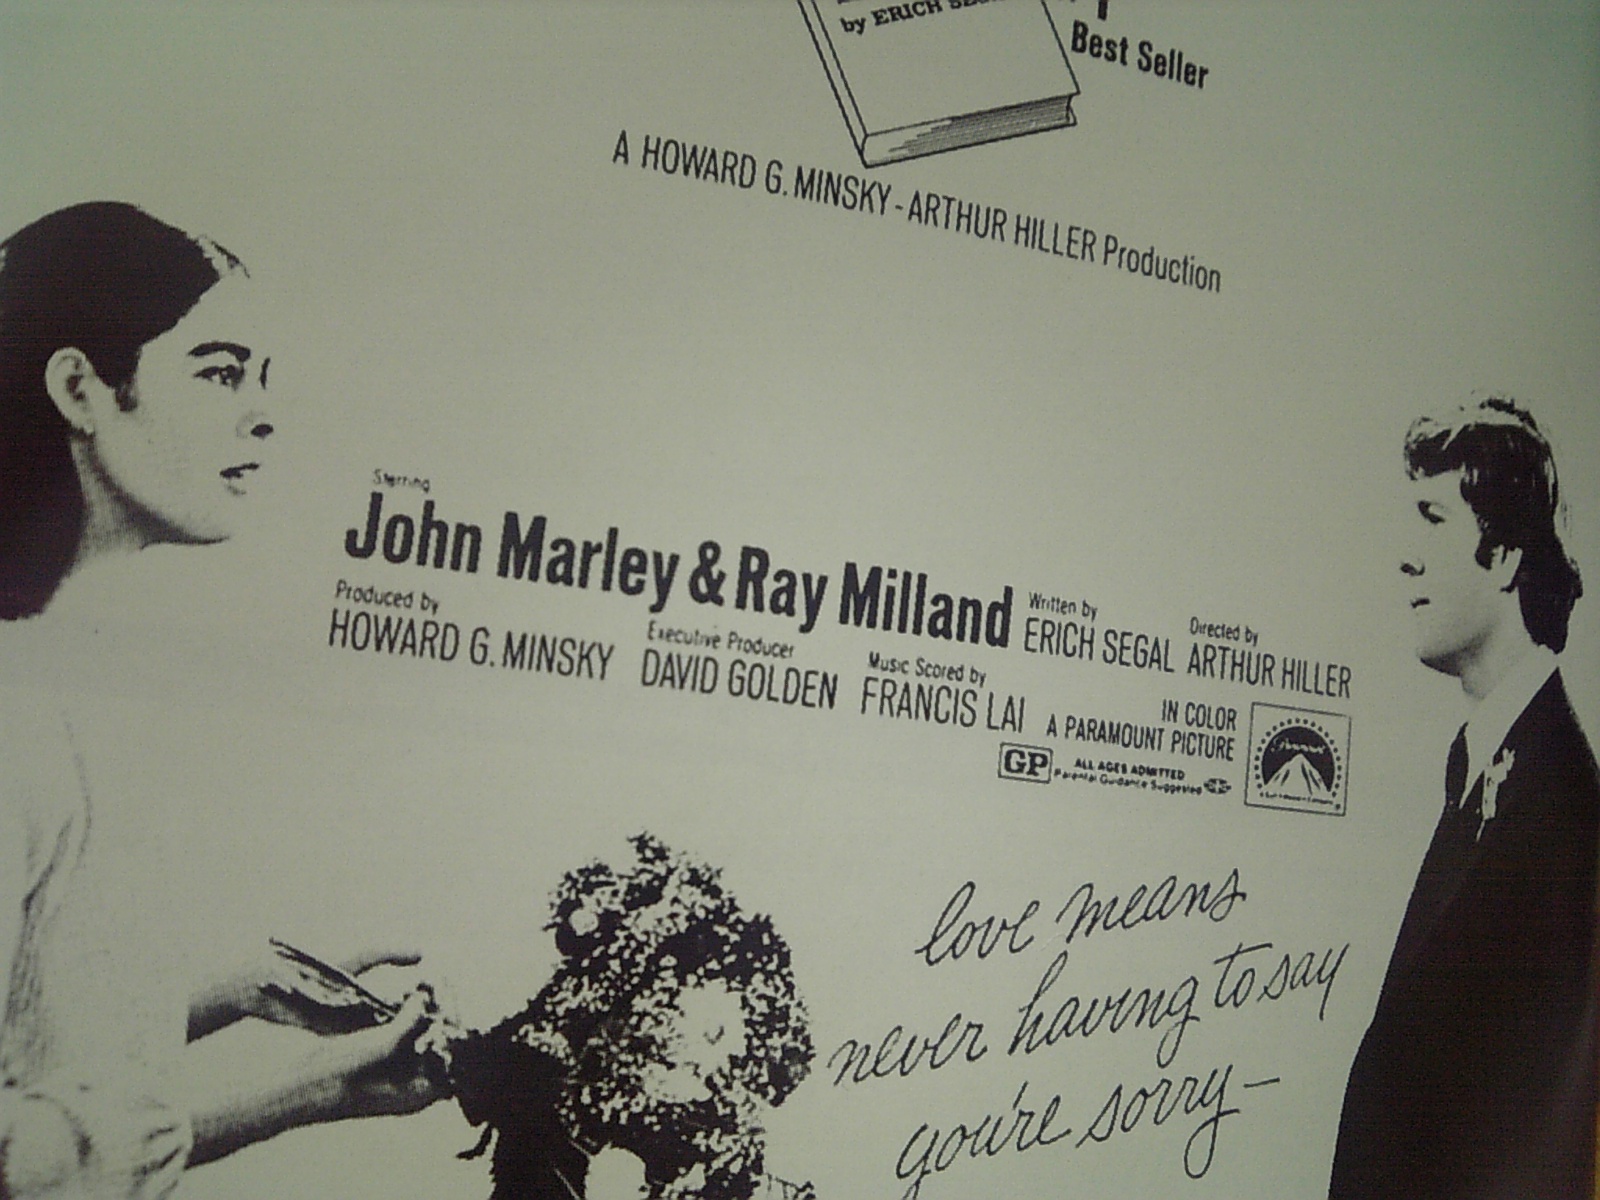 by ERICH
Best Seller
A HOWARD G. MINSKY - ARTHUR HILLER Production
Starring
John Marley & Ray Milland
Written by
ERICH SEGAL
Directed by
ARTHUR HILLER
Produced by
HOWARD G. MINSKY
Executive Producer
DAVID GOLDEN
Music Scored by
FRANCIS LAI
IN COLOR
A PARAMOUNT PICTURE
GP
ALL AGES ADMITTED
Parental Guidance Suggested
Paramount
love means
never having to say
you're sorry—